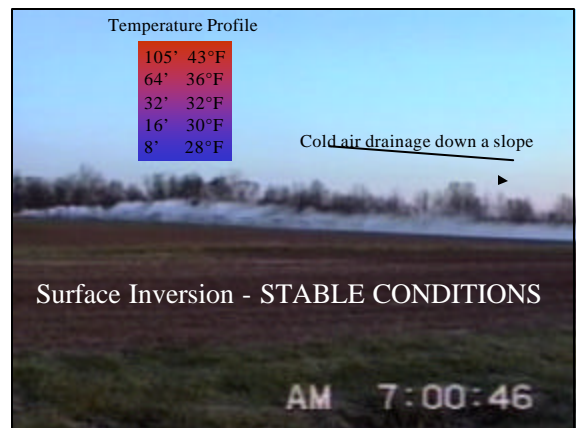 Temperature Profile
105’ 43°F
64’ 36°F
32’ 32°F
16’ 30°F
8’ 28°F
Cold air drainage down a slope
Surface Inversion - STABLE CONDITIONS
AM 7:00:46